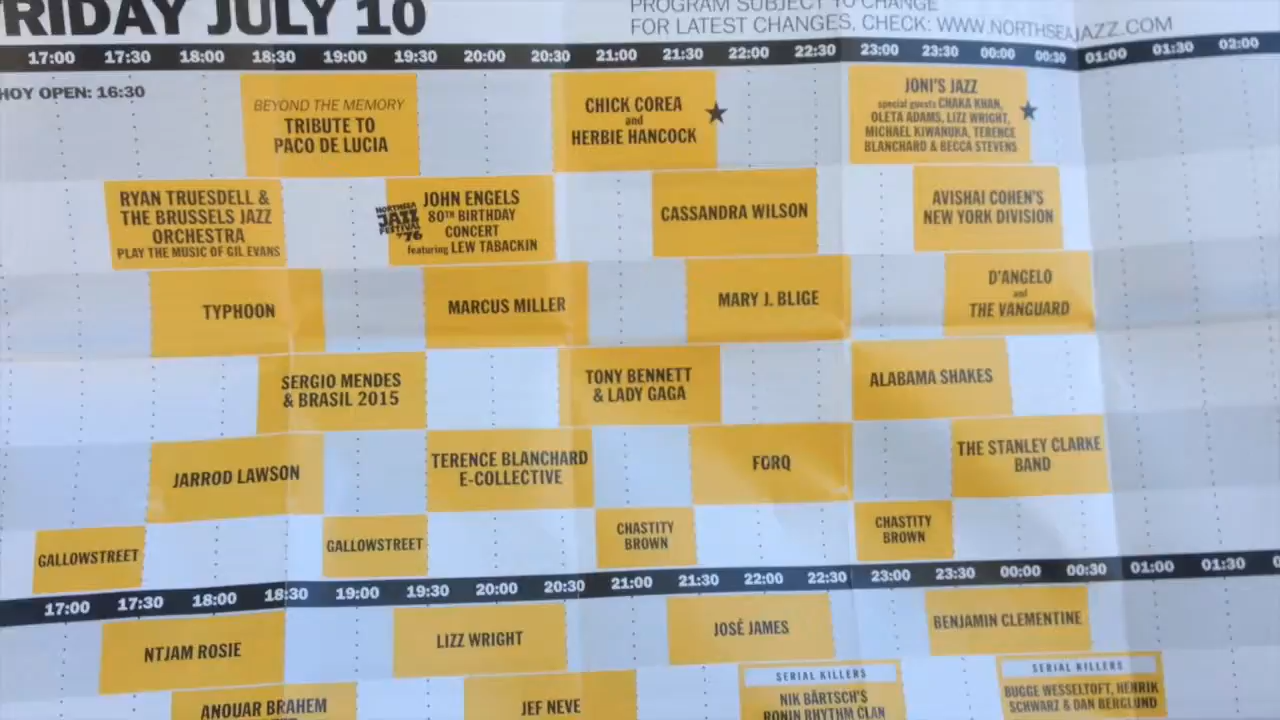 RIDAY JULY 10
PROGRAM SUBJECT TO CHANGE
FOR LATEST CHANGES, CHECK: WWW.NORTHSEAJAZZ.COM
17:00 17:30 18:00 18:30 19:00 19:30 20:00 20:30 21:00 21:30 22:00 22:30 23:00 23:30 00:00 00:30 01:00 01:30 02:00
HOY OPEN: 16:30
BEYOND THE MEMORY
TRIBUTE TO
PACO DE LUCIA
CHICK COREA
and
HERBIE HANCOCK
JONI'S JAZZ
special guests CHAKA KHAN,
OLETA ADAMS, LIZZ WRIGHT,
MICHAEL KIWANUKA, TERENCE
BLANCHARD & BECCA STEVENS
RYAN TRUESDELL &
THE BRUSSELS JAZZ
ORCHESTRA
PLAY THE MUSIC OF GIL EVANS
NORTHSEA
JAZZ
FESTIVAL
'76
JOHN ENGELS
80TH BIRTHDAY
CONCERT
featuring LEW TABACKIN
CASSANDRA WILSON
AVISHAI COHEN'S
NEW YORK DIVISION
TYPHOON
MARCUS MILLER
MARY J. BLIGE
D'ANGELO
and
THE VANGUARD
SERGIO MENDES
& BRASIL 2015
TONY BENNETT
& LADY GAGA
ALABAMA SHAKES
JARROD LAWSON
TERENCE BLANCHARD
E-COLLECTIVE
FORQ
THE STANLEY CLARKE
BAND
GALLOWSTREET
GALLOWSTREET
CHASTITY
BROWN
CHASTITY
BROWN
17:00 17:30 18:00 18:30 19:00 19:30 20:00 20:30 21:00 21:30 22:00 22:30 23:00 23:30 00:00 00:30 01:00 01:30
NTJAM ROSIE
LIZZ WRIGHT
JOSÉ JAMES
BENJAMIN CLEMENTINE
ANOUAR BRAHEM
JEF NEVE
SERIAL KILLERS
NIK BÄRTSCH'S
RONIN RHYTHM CLAN
SERIAL KILLERS
BUGGE WESSELTOFT, HENRIK
SCHWARZ & DAN BERGLUND